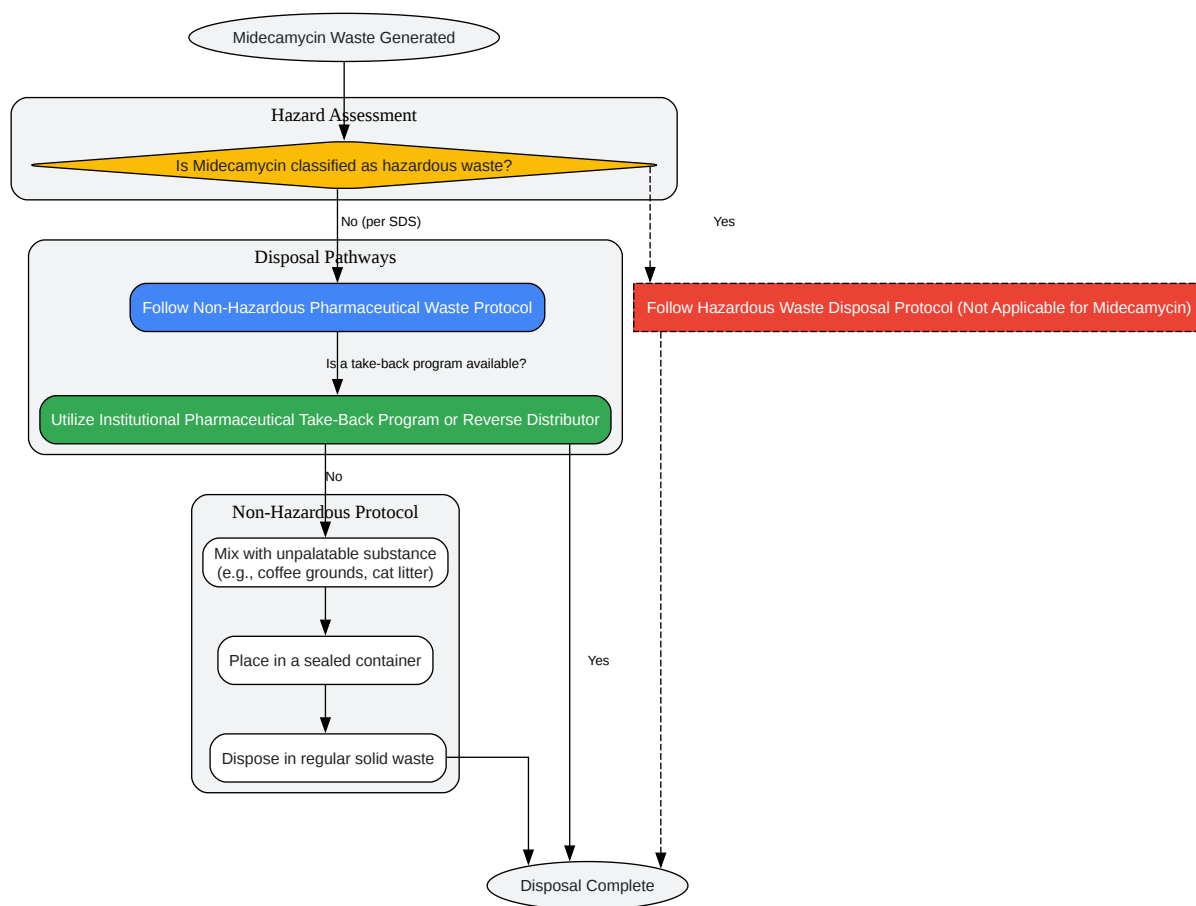 Midecamycin Waste Generated
Hazard Assessment
Is Midecamycin classified as hazardous waste?
No (per SDS)
Yes
Disposal Pathways
Follow Non-Hazardous Pharmaceutical Waste Protocol
Follow Hazardous Waste Disposal Protocol (Not Applicable for Midecamycin)
Is a take-back program available?
Utilize Institutional Pharmaceutical Take-Back Program or Reverse Distributor
No
Non-Hazardous Protocol
Mix with unpalatable substance
(e.g., coffee grounds, cat litter)
Place in a sealed container
Yes
Dispose in regular solid waste
Disposal Complete